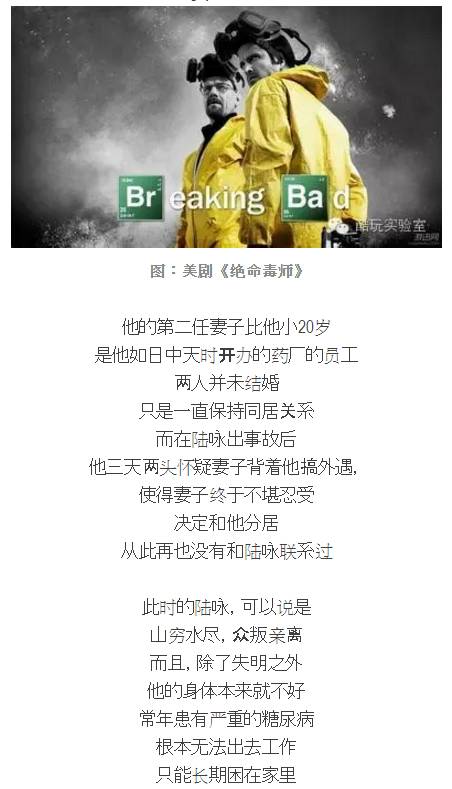 Br eaking Ba d
酷玩实验室
图：美剧《绝命毒师》
他的第二任妻子比他小20岁
是他如日中天时开办的药厂的员工
两人并未结婚
只是一直保持同居关系
而在陆咏出事故后
他三天两头怀疑妻子背着他搞外遇,
使得妻子终于不堪忍受
决定和他分居
从此再也没有和陆咏联系过
此时的陆咏, 可以说是
山穷水尽, 众叛亲离
而且, 除了失明之外
他的身体本来就不好
常年患有严重的糖尿病
根本无法出去工作
只能长期困在家里